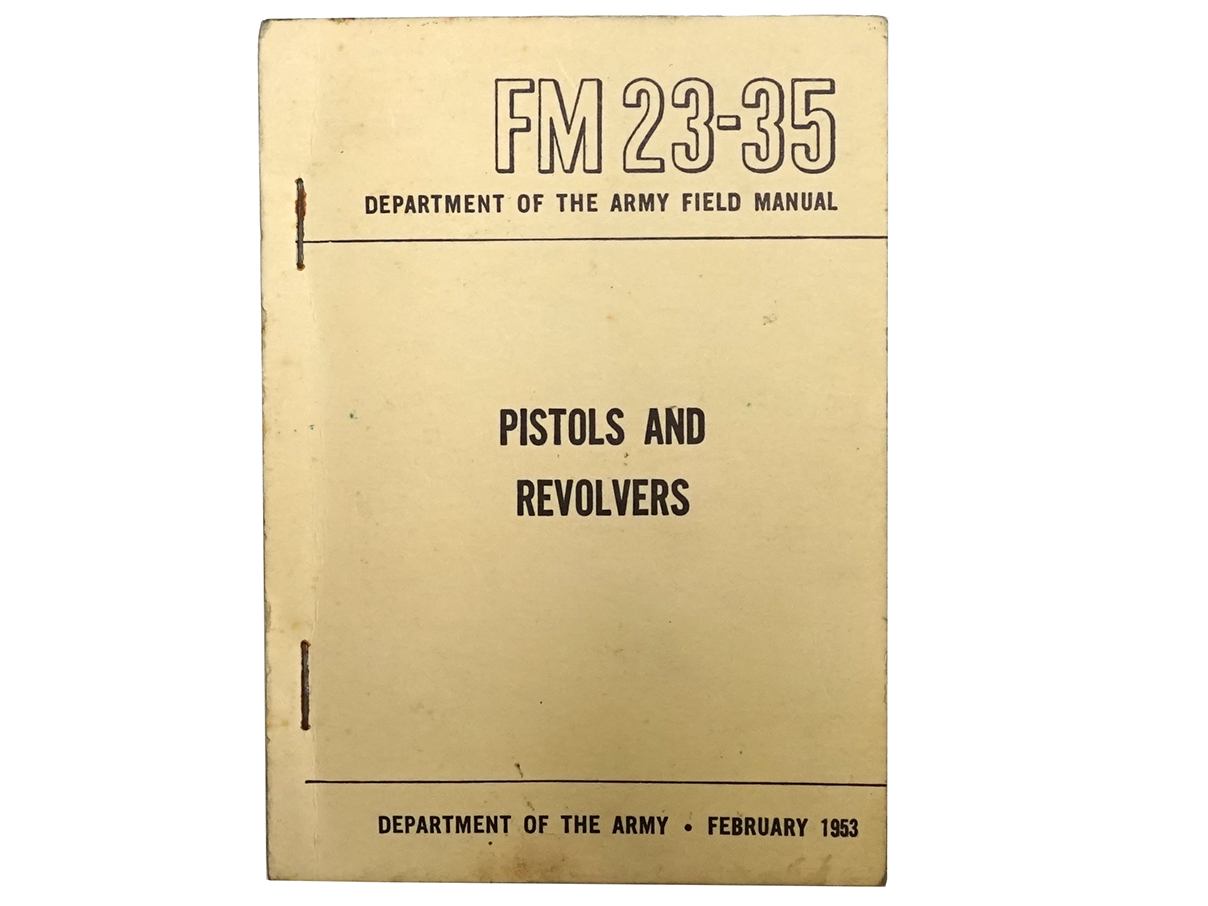 FM 23-35
DEPARTMENT OF THE ARMY FIELD MANUAL
PISTOLS AND
REVOLVERS
DEPARTMENT OF THE ARMY • FEBRUARY 1953